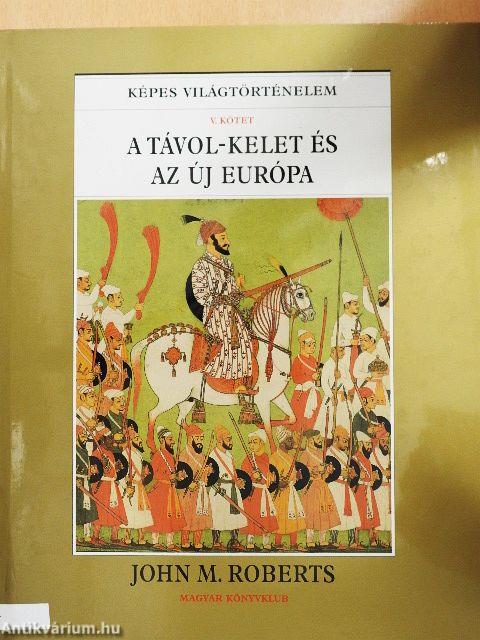 KÉPES VILÁGTÖRTÉNELEM
V. KÖTET
A TÁVOL-KELET ÉS
AZ ÚJ EURÓPA
JOHN M. ROBERTS
MAGYAR KÖNYVKLUB
Antikvárium.hu